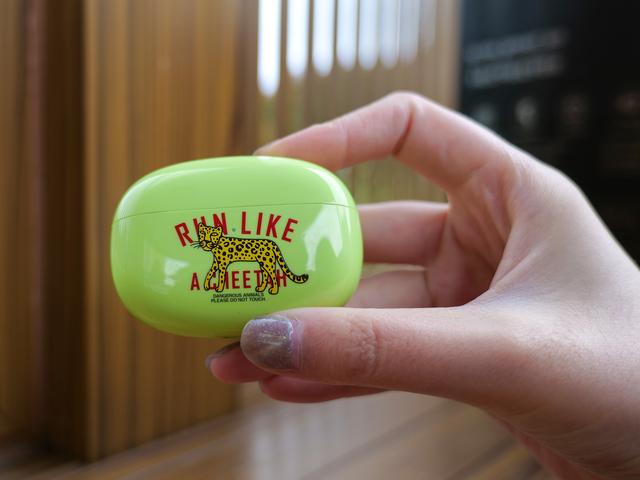 RUN LIKE
A CHEETAH
DANGEROUS ANIMALS
PLEASE DO NOT TOUCH